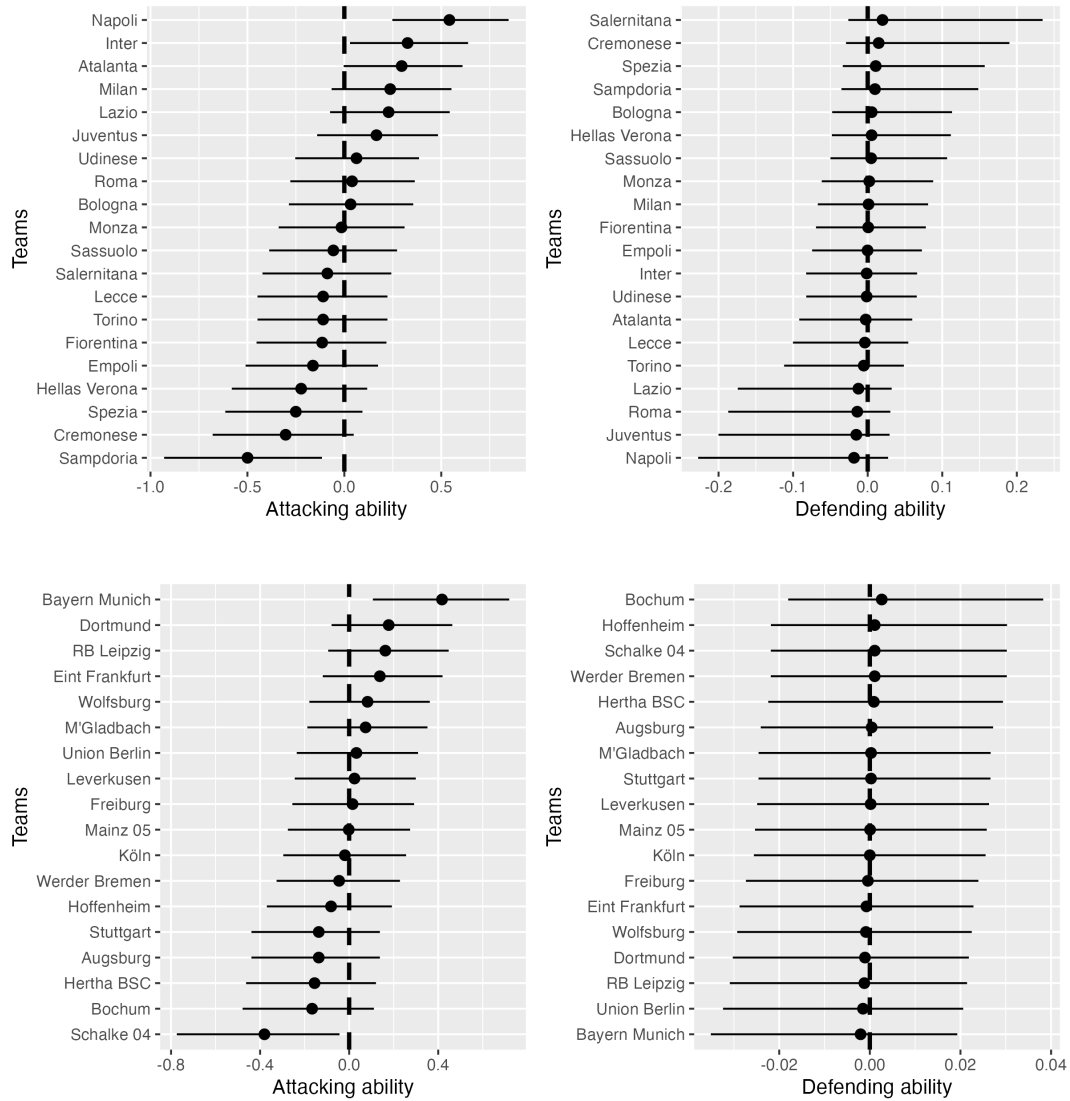 Napoli
Inter
Atalanta
Milan
Lazio
Juventus
Udinese
Roma
Bologna
Monza
Sassuolo
Salernitana
Lecce
Torino
Fiorentina
Empoli
Hellas Verona
Spezia
Cremonese
Sampdoria
Teams
-1.0 -0.5 0.0 0.5
Attacking ability
Salernitana
Cremonese
Spezia
Sampdoria
Bologna
Hellas Verona
Sassuolo
Monza
Milan
Fiorentina
Empoli
Inter
Udinese
Atalanta
Lecce
Torino
Lazio
Roma
Juventus
Napoli
Teams
-0.2 -0.1 0.0 0.1 0.2
Defending ability
Bayern Munich
Dortmund
RB Leipzig
Eint Frankfurt
Wolfsburg
M'Gladbach
Union Berlin
Leverkusen
Freiburg
Mainz 05
Köln
Werder Bremen
Hoffenheim
Stuttgart
Augsburg
Hertha BSC
Bochum
Schalke 04
Teams
-0.8 -0.4 0.0 0.4
Attacking ability
Bochum
Hoffenheim
Schalke 04
Werder Bremen
Hertha BSC
Augsburg
M'Gladbach
Stuttgart
Leverkusen
Mainz 05
Köln
Freiburg
Eint Frankfurt
Wolfsburg
Dortmund
RB Leipzig
Union Berlin
Bayern Munich
Teams
-0.02 0.00 0.02 0.04
Defending ability